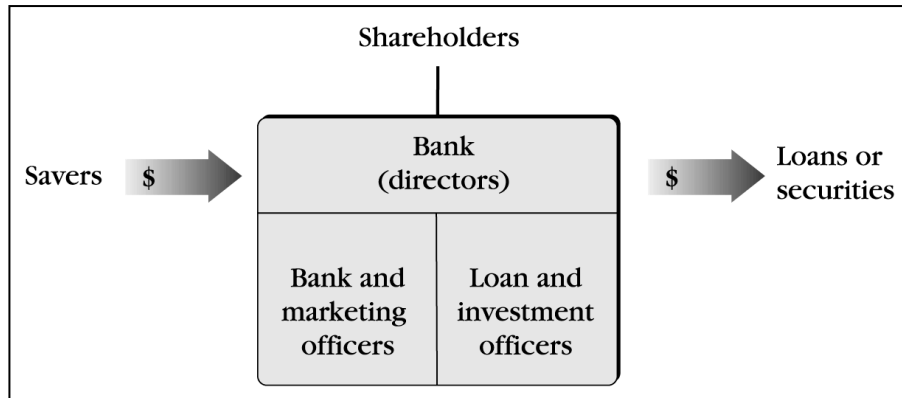 Shareholders
Bank
(directors)
Savers
$
$
Loans or
securities
Bank and
marketing
officers
Loan and
investment
officers